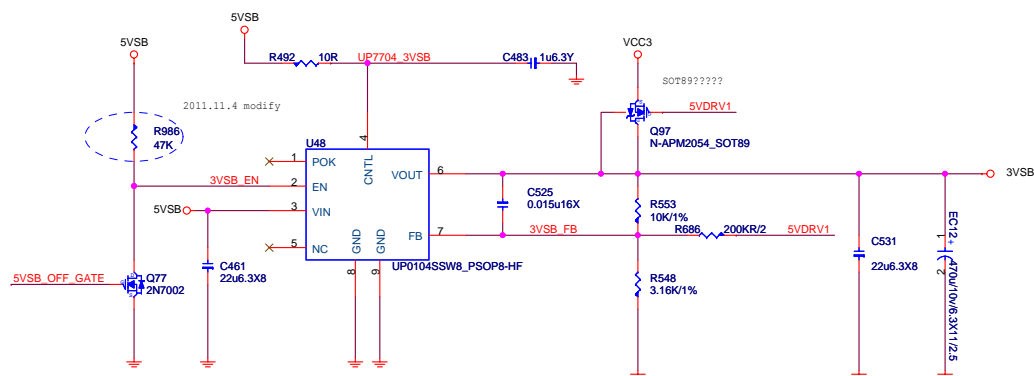 5VSB
5VSB
VCC3
R492
10R
UP7704_3VSB
C483
1u6.3Y
SOT89?????
2011.11.4 modify
5VDRV1
R986
47K
U48
Q97
N-APM2054_SOT89
4
1
POK
CNTL
VOUT
6
3VSB
3VSB_EN
2
EN
C525
0.015u16X
R553
10K/1%
5VSB
3
VIN
3VSB_FB
R686
200KR/2
5VDRV1
FB
7
5
NC
GND
GND
C531
22u6.3X8
EC12
+
1
2
470u/10v/6.3X11/2.5
C461
22u6.3X8
8
9
UP0104SSW8_PSOP8-HF
R548
3.16K/1%
5VSB_OFF_GATE
Q77
2N7002